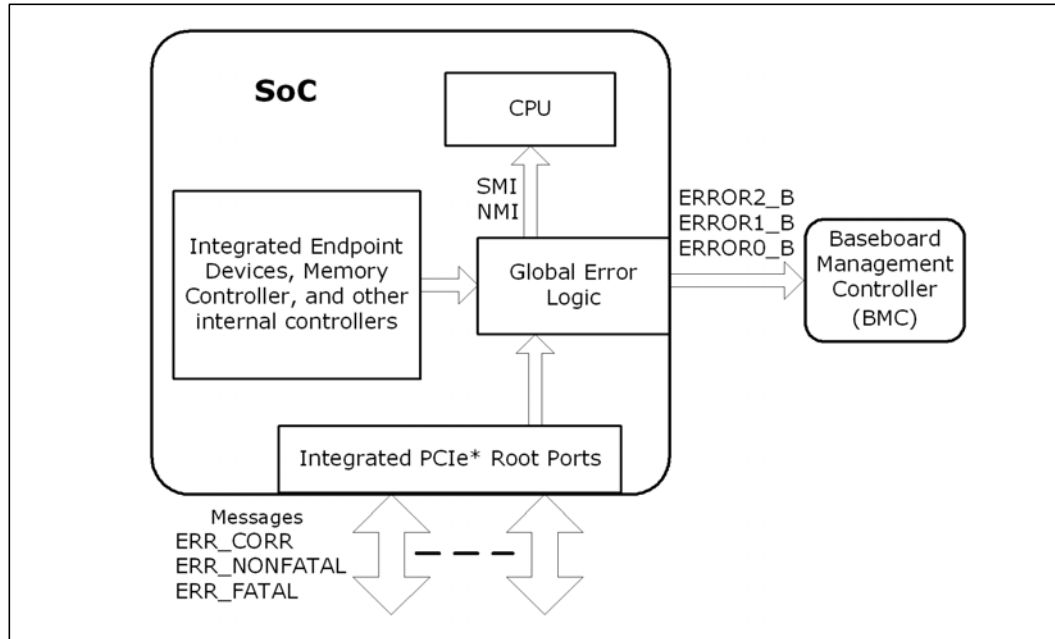 SoC
CPU
SMI
NMI
ERROR2_B
ERROR1_B
ERROR0_B
Integrated Endpoint
Devices, Memory
Controller, and other
internal controllers
Global Error
Logic
Baseboard
Management
Controller
(BMC)
Integrated PCIe* Root Ports
Messages
ERR_CORR
ERR_NONFATAL
ERR_FATAL